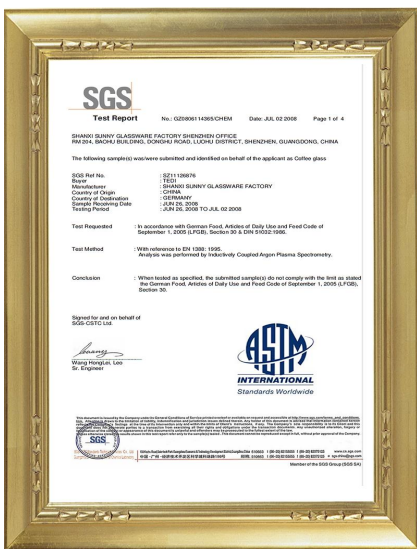 SGS
Test Report No.: GZ0806114365/CHEM Date: JUL 02 2008 Page 1 of 4
SHANXI SUNNY GLASSWARE FACTORY SHENZHEN OFFICE
RM 204, BAOHU BUILDING, DONGHU ROAD, LUOHU DISTRICT, SHENZHEN, GUANGDONG, CHINA
The following sample(s) was/were submitted and identified on behalf of the applicant as Coffee glass
SGS Ref No. : SZ11126876
Buyer : TEDI
Manufacturer : SHANXI SUNNY GLASSWARE FACTORY
Country of Origin : CHINA
Country of Destination : GERMANY
Sample Receiving Date : JUN 26, 2008
Testing Period : JUN 26, 2008 TO JUL 02 2008
Test Requested : In accordance with German Food, Articles of Daily Use and Feed Code of
September 1, 2005 (LFGB), Section 30 & DIN 51032:1986.
Test Method : With reference to EN 1388: 1995.
Analysis was performed by Inductively Coupled Argon Plasma Spectrometry.
Conclusion : When tested as specified, the submitted sample(s) do not comply with the limit as stated
the German Food, Articles of Daily Use and Feed Code of September 1, 2005 (LFGB),
Section 30.
Signed for and on behalf of
SGS-CSTC Ltd.
Wang HongLei, Leo
Sr. Engineer
ASTM
INTERNATIONAL
Standards Worldwide
SGS
Member of the SGS Group (SGS SA)